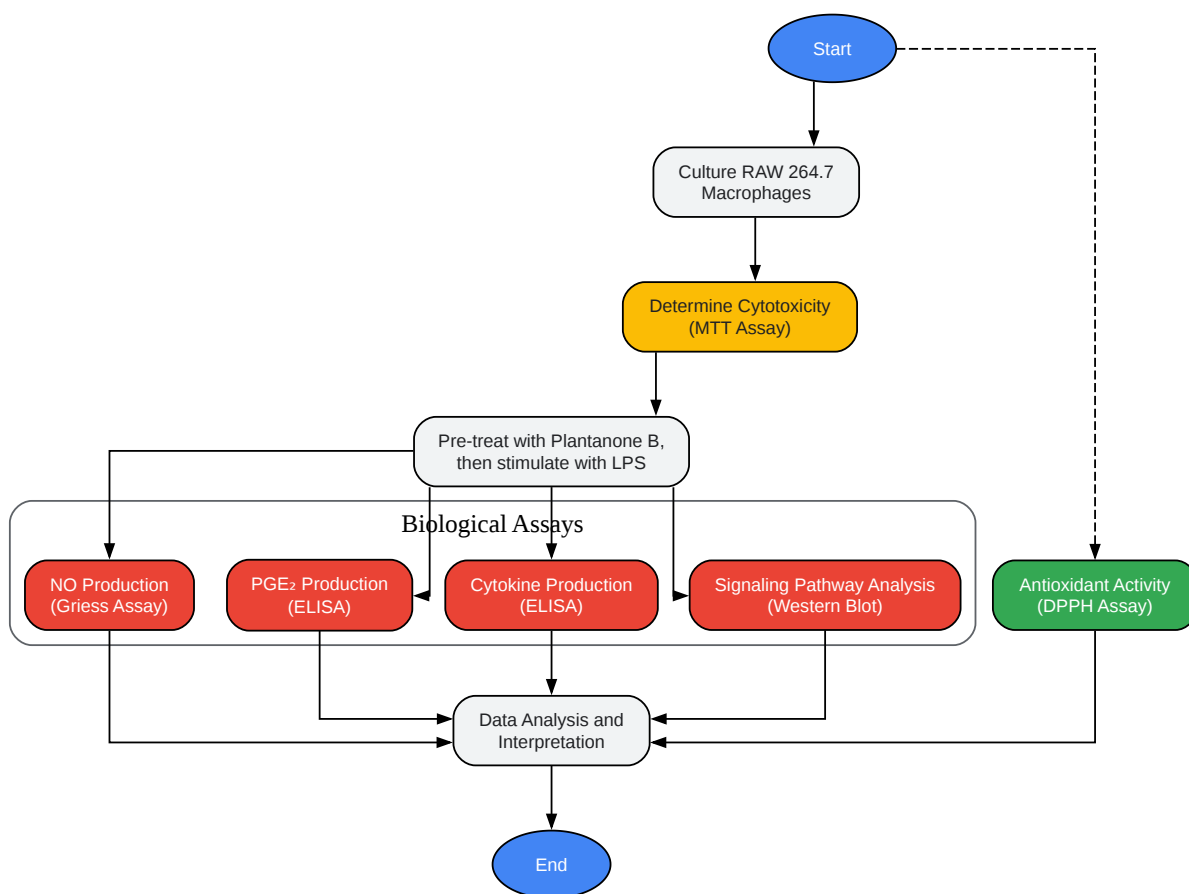 Start
Culture RAW 264.7
Macrophages
Determine Cytotoxicity
(MTT Assay)
Pre-treat with Plantanone B,
then stimulate with LPS
Biological Assays
NO Production
(Griess Assay)
PGE₂ Production
(ELISA)
Cytokine Production
(ELISA)
Signaling Pathway Analysis
(Western Blot)
Antioxidant Activity
(DPPH Assay)
Data Analysis and
Interpretation
End